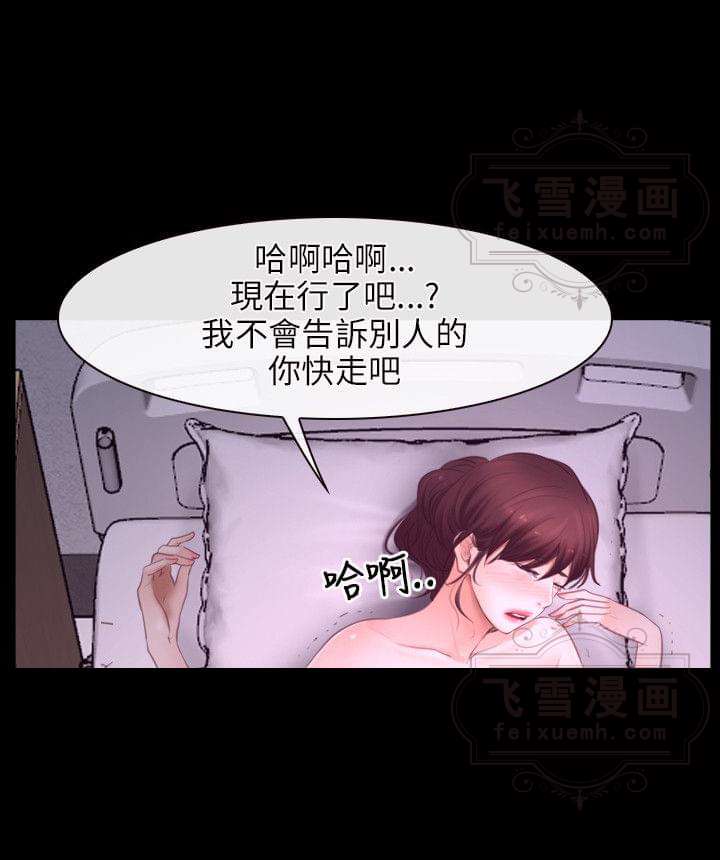 飞雪漫画
feixuemh.com
哈啊哈啊...
現在行了吧...?
我不會告訴別人的
你快走吧
哈啊..
飞雪漫画
feixuemh.com